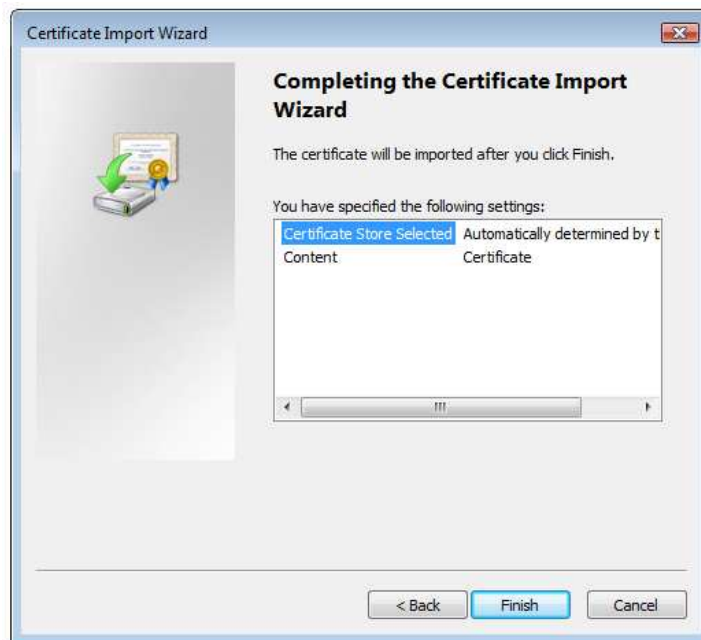 Certificate Import Wizard
Completing the Certificate Import
Wizard
The certificate will be imported after you click Finish.
You have specified the following settings:
Certificate Store Selected Automatically determined by t
Content Certificate
< Back Finish Cancel